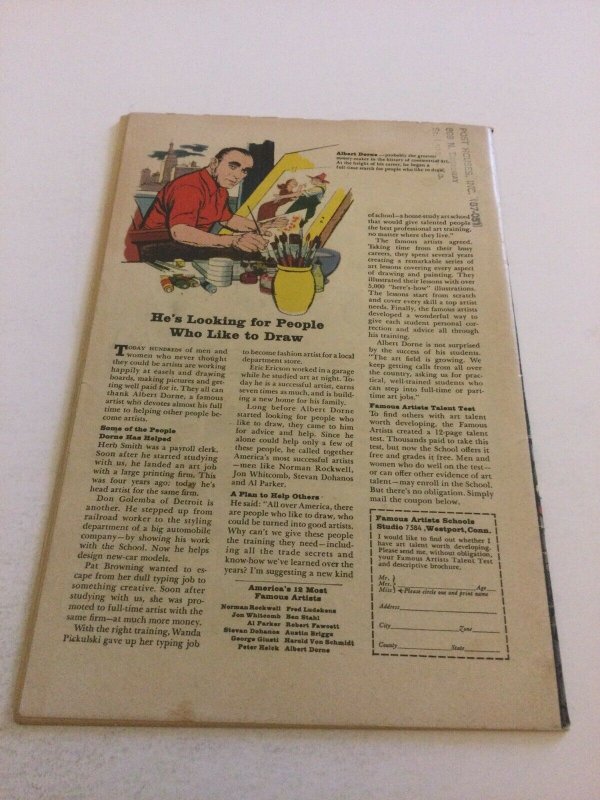 Albert Dorne—probably the greatest
money-maker in the history of commercial art.
At the height of his career, he began a
full-time search for people who like to draw.
POST HORNTS, INC.
809 N.
He's Looking for People
Who Like to Draw
TODAY HUNDREDS of men and
women who never thought
they could be artists are working
happily at easels and drawing
boards, making pictures and get-
ting well paid for it. They all can
thank Albert Dorne, a famous
artist who devotes almost his full
time to helping other people be-
come artists.
Some of the People
Dorne Has Helped
Herb Smith was a payroll clerk.
Soon after he started studying
with us, he landed an art job
with a large printing firm. This
was four years ago; today he's
head artist for the same firm.
Don Golemba of Detroit is
another. He stepped up from
railroad worker to the styling
department of a big automobile
company—by showing his work
with the School. Now he helps
design new-car models.
Pat Browning wanted to es-
cape from her dull typing job to
something creative. Soon after
studying with us, she was pro-
moted to full-time artist with the
same firm—at much more money.
With the right training, Wanda
Pickulski gave up her typing job
to become fashion artist for a local
department store.
Eric Ericson worked in a garage
while he studied art at night. To-
day he is a successful artist, earns
seven times as much, and is build-
ing a new home for his family.
Long before Albert Dorne
started looking for people who
like to draw, they came to him
for advice and help. Since he
alone could help only a few of
these people, he called together
America's most successful artists
—men like Norman Rockwell,
Jon Whitcomb, Stevan Dohanos
and Al Parker.
A Plan to Help Others
He said: "All over America, there
are people who like to draw, who
could be turned into good artists.
Why can't we give these people
the training they need—includ-
ing all the trade secrets and
know-how we've learned over the
years? I'm suggesting a new kind
America's 12 Most
Famous Artists
Norman Rockwell Fred Ludekens
Jon Whitcomb Ben Stahl
Al Parker Robert Fawcett
Stevan Dohanos Austin Briggs
George Giusti Harold Von Schmidt
Peter Helck Albert Dorne
of school—a home study art school
that would give talented people
the best professional art training,
no matter where they live."
The famous artists agreed.
Taking time from their busy
careers, they spent several years
creating a remarkable series of
art lessons covering every aspect
of drawing and painting. They
illustrated their lessons with over
5,000 "here's-how" illustrations.
The lessons start from scratch
and cover every skill a top artist
needs. Finally, the famous artists
developed a wonderful way to
give each student personal cor-
rection and advice all through
his training.
Albert Dorne is not surprised
by the success of his students.
"The art field is growing. We
keep getting calls from all over
the country, asking us for prac-
tical, well-trained students who
can step into full-time or part-
time art jobs."
Famous Artists Talent Test
To find others with art talent
worth developing, the Famous
Artists created a 12-page talent
test. Thousands paid to take this
test, but now the School offers it
free and grades it free. Men and
women who do well on the test—
or can offer other evidence of art
talent—may enroll in the School.
But there's no obligation. Simply
mail the coupon below.
Famous Artists Schools
Studio 7384, Westport, Conn.
I would like to find out whether I
have art talent worth developing.
Please send me, without obligation,
your Famous Artists Talent Test
and descriptive brochure.
Mr.
Mrs.
Miss Please circle one and print name Age
Address
City Zone
County State